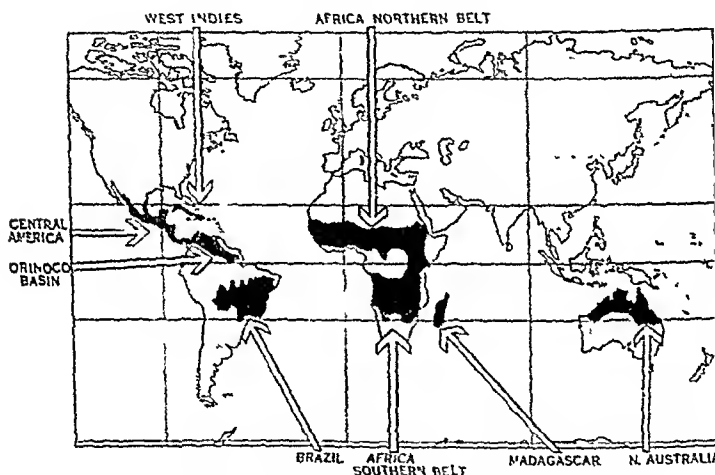 WEST INDIES
AFRICA NORTHERN BELT
CENTRAL
AMERICA
ORINOCO
BASIN
BRAZIL
AFRICA
SOUTHERN BELT
MADAGASCAR
N. AUSTRALIA